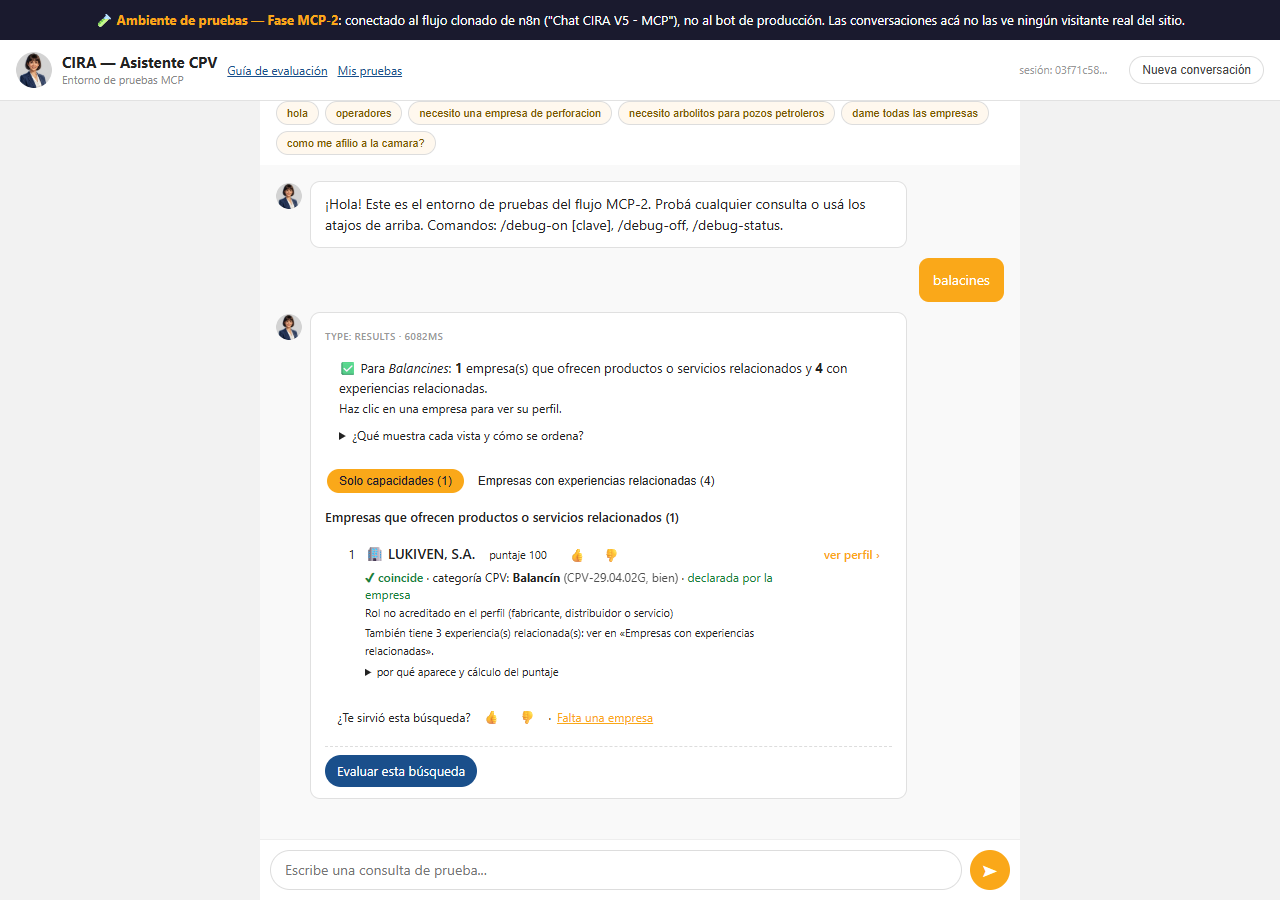 Ambiente de pruebas — Fase MCP-2: conectado al flujo clonado de n8n ("Chat CIRA V5 - MCP"), no al bot de producción. Las conversaciones acá no las ve ningún visitante real del sitio.
CIRA — Asistente CPV
Entorno de pruebas MCP
Guía de evaluación Mis pruebas
sesión: 03f71c58...
Nueva conversación
hola operadores necesito una empresa de perforacion necesito arbolitos para pozos petroleros dame todas las empresas
como me afilio a la camara?
¡Hola! Este es el entorno de pruebas del flujo MCP-2. Probá cualquier consulta o usá los
atajos de arriba. Comandos: /debug-on [clave], /debug-off, /debug-status.
balacines
TYPE: RESULTS · 6082MS
✅ Para Balancines: 1 empresa(s) que ofrecen productos o servicios relacionados y 4 con
experiencias relacionadas.
Haz clic en una empresa para ver su perfil.
▶ ¿Qué muestra cada vista y cómo se ordena?
Solo capacidades (1) Empresas con experiencias relacionadas (4)
Empresas que ofrecen productos o servicios relacionados (1)
1 LUKIVEN, S.A. puntaje 100 ver perfil ›
✔ coincide · categoría CPV: Balancín (CPV-29.04.02G, bien) · declarada por la
empresa
Rol no acreditado en el perfil (fabricante, distribuidor o servicio)
También tiene 3 experiencia(s) relacionada(s): ver en «Empresas con experiencias
relacionadas».
▶ por qué aparece y cálculo del puntaje
¿Te sirvió esta búsqueda? · Falta una empresa
Evaluar esta búsqueda
Escribe una consulta de prueba...